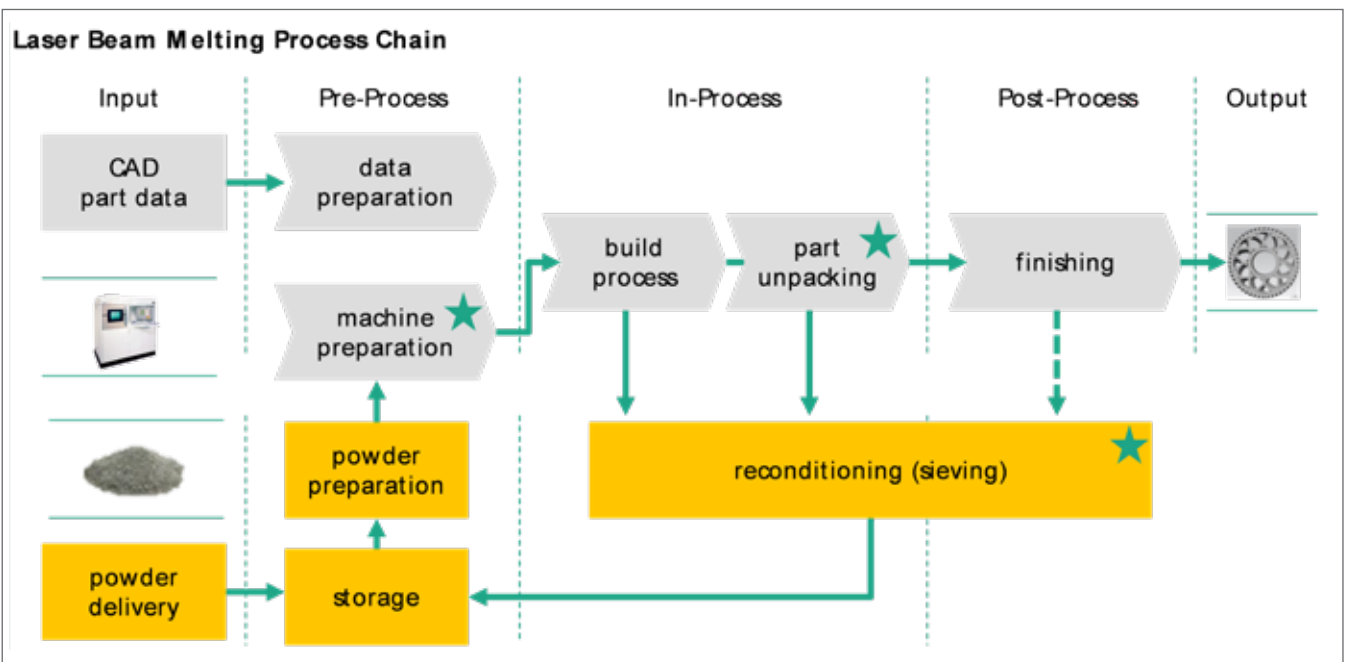 Laser Beam Melting Process Chain
Input
Pre-Process
In-Process
Post-Process
Output
CAD
part data
data
preparation
build
process
part
unpacking
finishing
machine
preparation
powder
preparation
reconditioning (sieving)
powder
delivery
storage